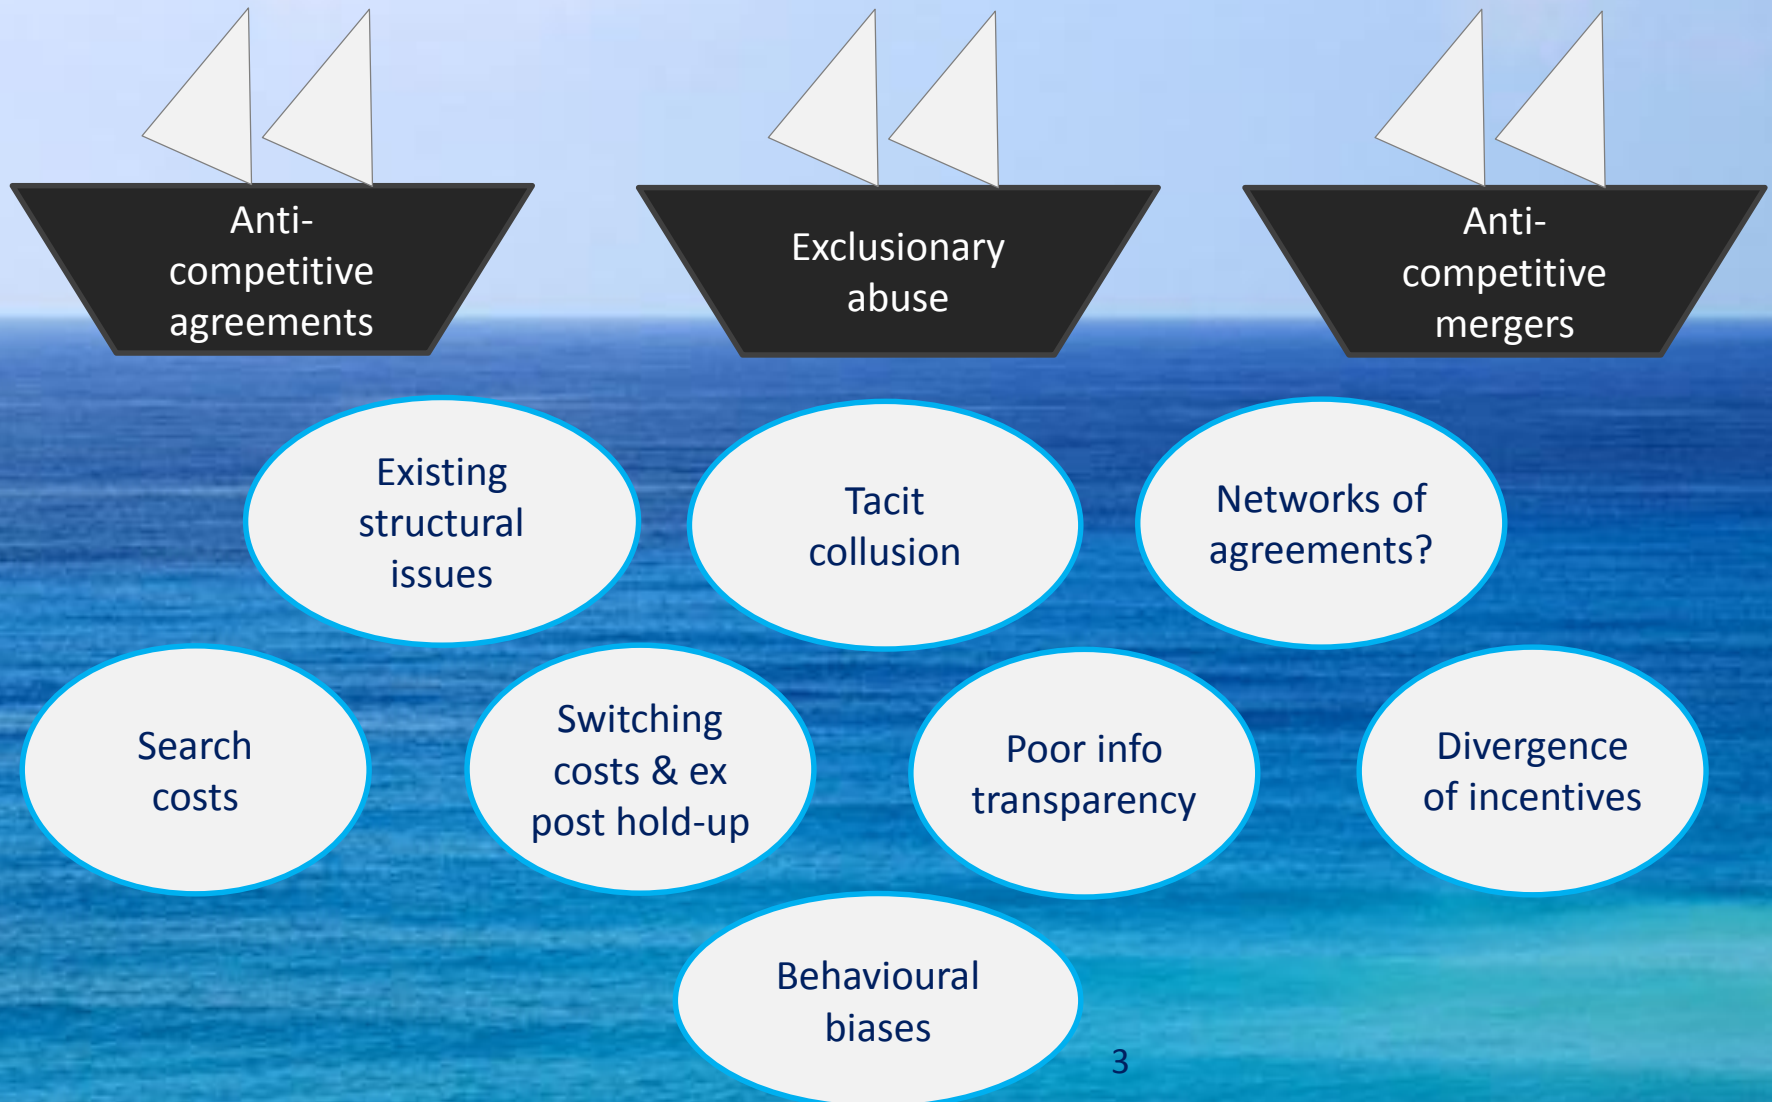 Anti-
competitive
agreements
Exclusionary
abuse
Anti-
competitive
mergers
Existing
structural
issues
Tacit
collusion
Networks of
agreements?
Search
costs
Switching
costs & ex
post hold-up
Poor info
transparency
Divergence
of incentives
Behavioural
biases
3